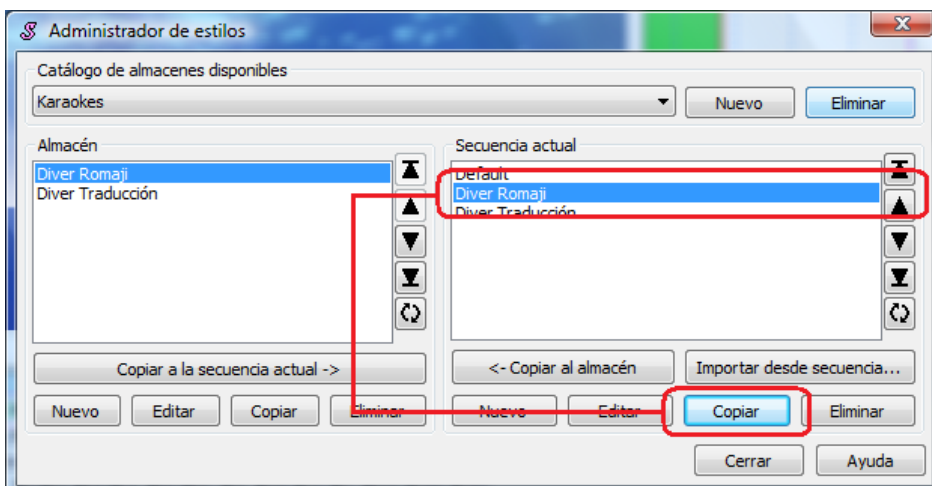 Administrador de estilos
Catálogo de almacenes disponibles
Karaokes
Nuevo
Eliminar
Almacén
Diver Romaji
Diver Traducción
Secuencia actual
Default
Diver Romaji
Diver Traducción
Copiar a la secuencia actual ->
<- Copiar al almacén
Importar desde secuencia...
Nuevo
Editar
Copiar
Eliminar
Nuevo
Editar
Copiar
Eliminar
Cerrar
Ayuda